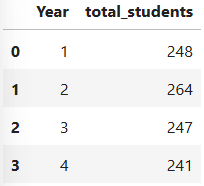 Year total_students
0 1 248
1 2 264
2 3 247
3 4 241